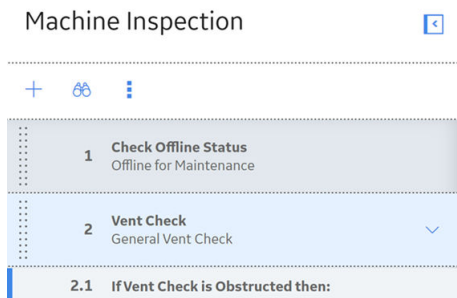 Machine Inspection
1 Check Offline Status
Offline for Maintenance
2 Vent Check
General Vent Check
2.1 If Vent Check is Obstructed then: